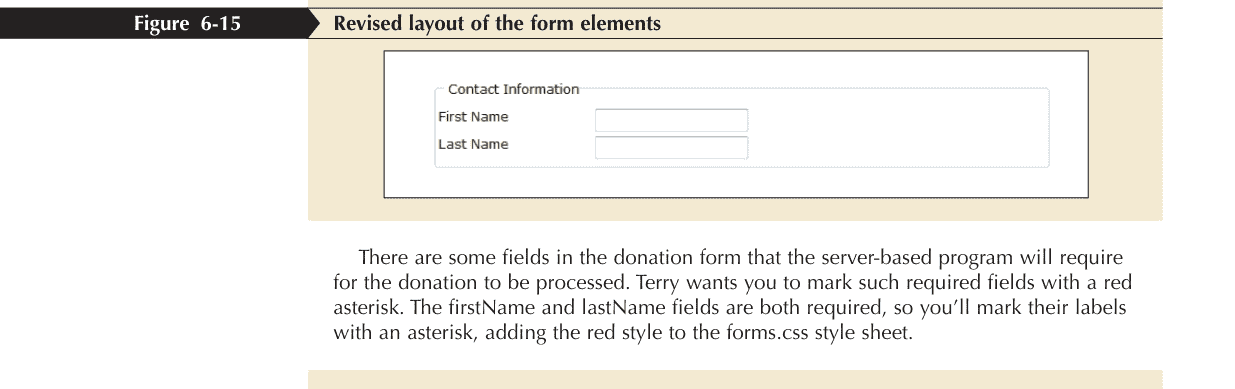 Figure 6-15 Revised layout of the form elements
Contact Information
First Name
Last Name
There are some fields in the donation form that the server-based program will require
for the donation to be processed. Terry wants you to mark such required fields with a red
asterisk. The firstName and lastName fields are both required, so you’ll mark their labels
with an asterisk, adding the red style to the forms.css style sheet.